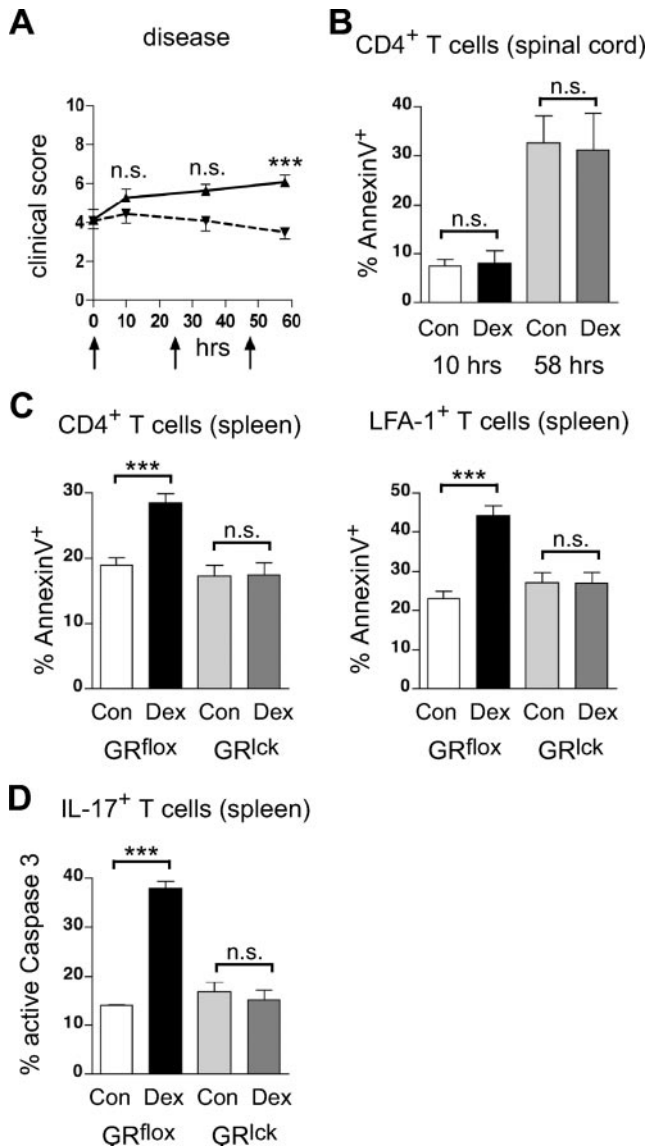 A
disease
clinical score
10
8
6
4
2
0
n.s.
n.s.
***
0 10 20 30 40 50 60
hrs
B
CD4+ T cells (spinal cord)
% AnnexinV+
40
30
20
10
0
n.s.
n.s.
Con Dex Con Dex
10 hrs 58 hrs
C
CD4+ T cells (spleen)
% AnnexinV+
30
20
10
0
***
n.s.
Con Dex Con Dex
GRflox GRlck
LFA-1+ T cells (spleen)
% AnnexinV+
50
40
30
20
10
0
***
n.s.
Con Dex Con Dex
GRflox GRlck
D
IL-17+ T cells (spleen)
% active Caspase 3
40
30
20
10
0
***
n.s.
Con Dex Con Dex
GRflox GRlck